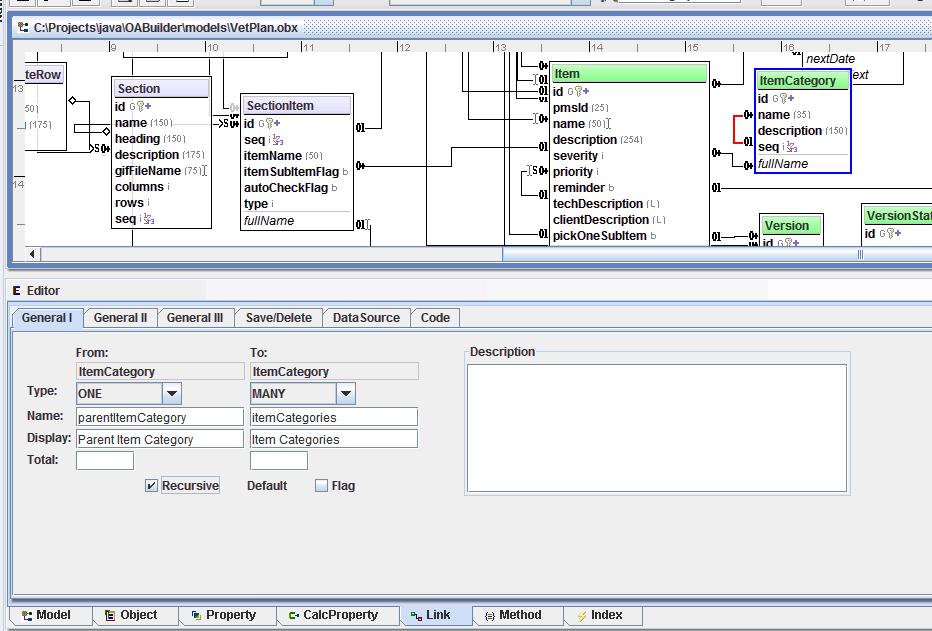 C:\Projects\java\OABuilder\models\VetPlan.obx
9 10 11 12 13 14 15 16 17
13
14
teRow
50)
(175)
Section
id G
name (150)
heading (150)
description (175)
gifFileName (75)
columns i
rows i
seq i
SectionItem
id G
seq i
itemName (50)
itemSubItemFlag b
autoCheckFlag b
type i
fullName
Item
id G
pmsId (25)
name (50)
description (254)
severity i
priority i
reminder b
techDescription (L)
clientDescription (L)
pickOneSubItem b
nextDate
ext
ItemCategory
id G
name (35)
description (150)
seq i
fullName
Version
id G
VersionStat
id G
Editor
General I General II General III Save/Delete DataSource Code
From: To:
ItemCategory ItemCategory
Type: ONE MANY
Name: parentItemCategory itemCategories
Display: Parent Item Category Item Categories
Total:
Recursive Default Flag
Description
Model Object Property CalcProperty Link Method Index